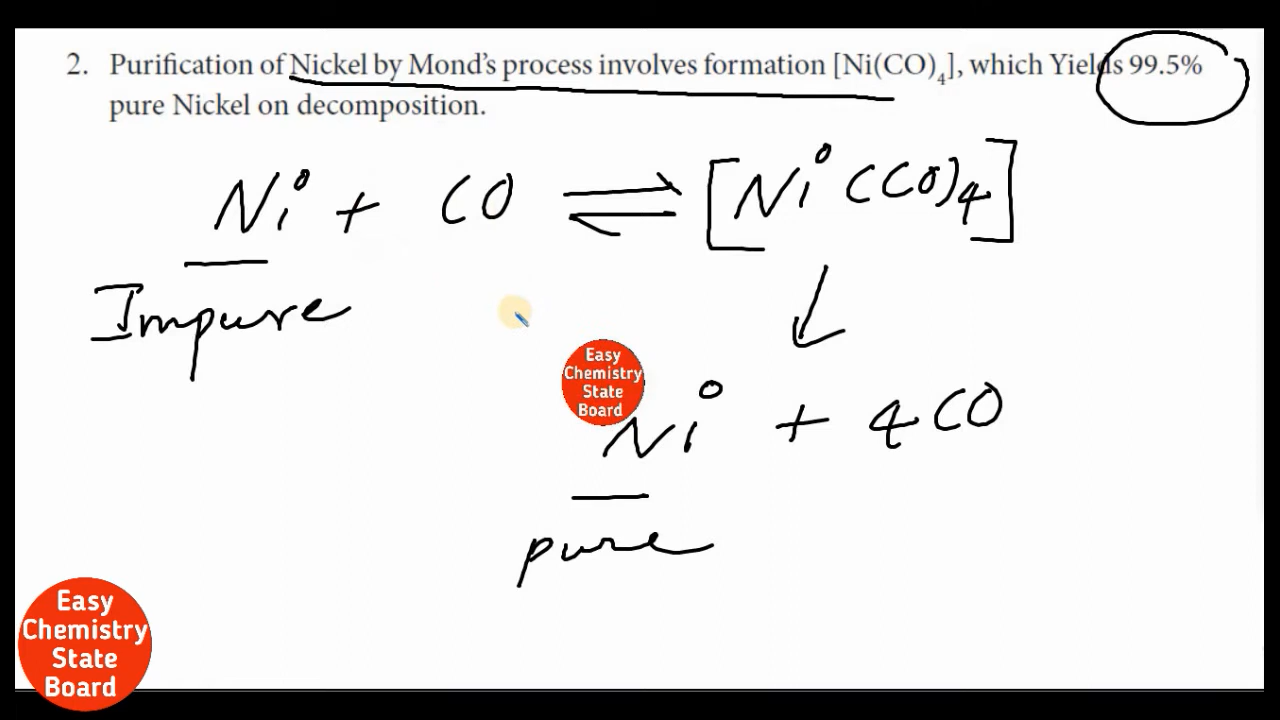 2. Purification of Nickel by Mond's process involves formation [Ni(CO)₄], which Yields 99.5%
pure Nickel on decomposition.
Ni + CO ⇌ [Ni(CO)₄]
Impure
Easy
Chemistry
State
Board
Ni + 4CO
pure
Easy
Chemistry
State
Board